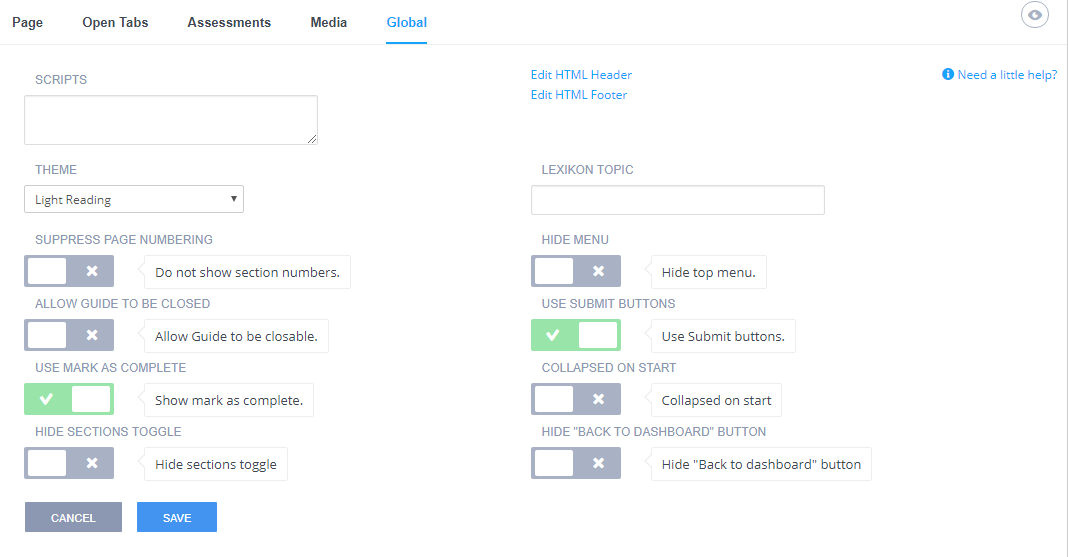 Page Open Tabs Assessments Media Global
SCRIPTS
Edit HTML Header
Need a little help?
Edit HTML Footer
THEME
LEXIKON TOPIC
Light Reading
SUPPRESS PAGE NUMBERING
HIDE MENU
Do not show section numbers.
Hide top menu.
ALLOW GUIDE TO BE CLOSED
USE SUBMIT BUTTONS
Allow Guide to be closable.
Use Submit buttons.
USE MARK AS COMPLETE
COLLAPSED ON START
Show mark as complete.
Collapsed on start
HIDE SECTIONS TOGGLE
HIDE "BACK TO DASHBOARD" BUTTON
Hide sections toggle
Hide "Back to dashboard" button
CANCEL
SAVE